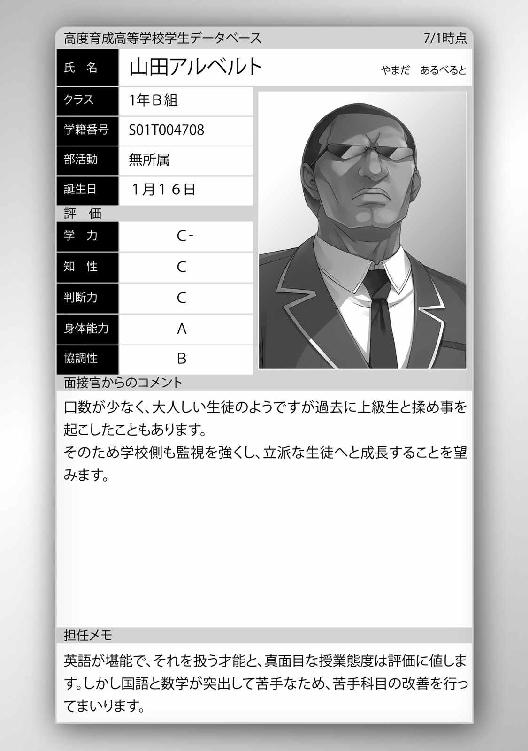 高度育成高等学校学生データベース 7/1時点
氏 名 山田アルベルト やまだ あるべると
クラス 1年B組
学籍番号 S01T004708
部活動 無所属
誕生日 1月16日
評 価
学 力 C-
知 性 C
判断力 C
身体能力 A
協調性 B
面接官からのコメント
口数が少なく、大人しい生徒のようですが過去に上級生と揉め事を
起こしたこともあります。
そのため学校側も監視を強くし、立派な生徒へと成長することを望
みます。
担任メモ
英語が堪能で、それを扱う才能と、真面目な授業態度は評価に値しま
す。しかし国語と数学が突出して苦手なため、苦手科目の改善を行っ
てまいります。